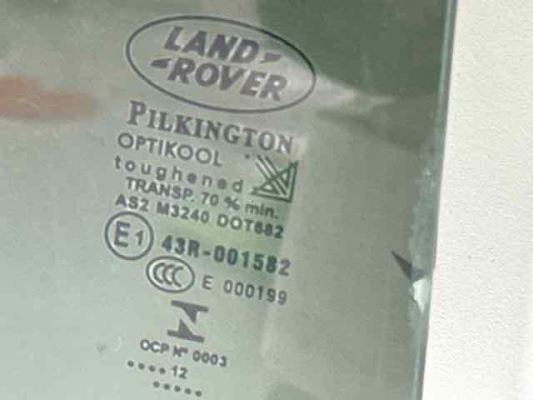 LAND
ROVER
PILKINGTON
OPTIKOOL
toughened
TRANSP. 70 % min.
AS2 M3240 DOT682
E1 43R-001582
CCC E 000199
OCP Nº 0003
•••• 12
•••••